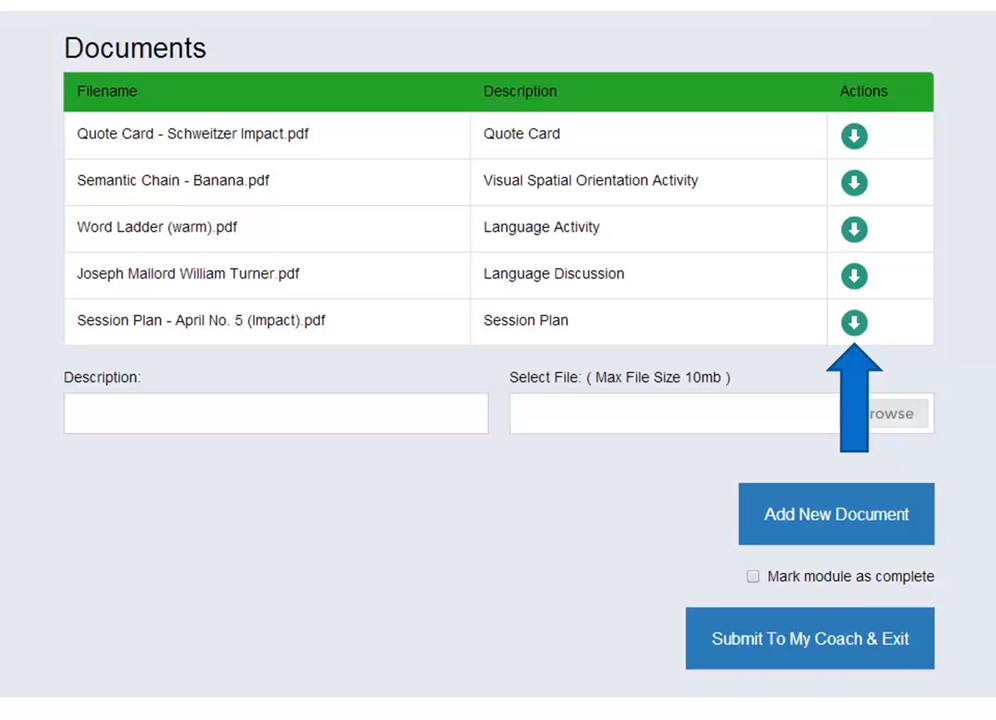 Documents
Filename Description Actions
Quote Card - Schweitzer Impact.pdf Quote Card
Semantic Chain - Banana.pdf Visual Spatial Orientation Activity
Word Ladder (warm).pdf Language Activity
Joseph Mallord William Turner.pdf Language Discussion
Session Plan - April No. 5 (Impact).pdf Session Plan
Description: Select File: ( Max File Size 10mb )
rowse
Add New Document
Mark module as complete
Submit To My Coach & Exit